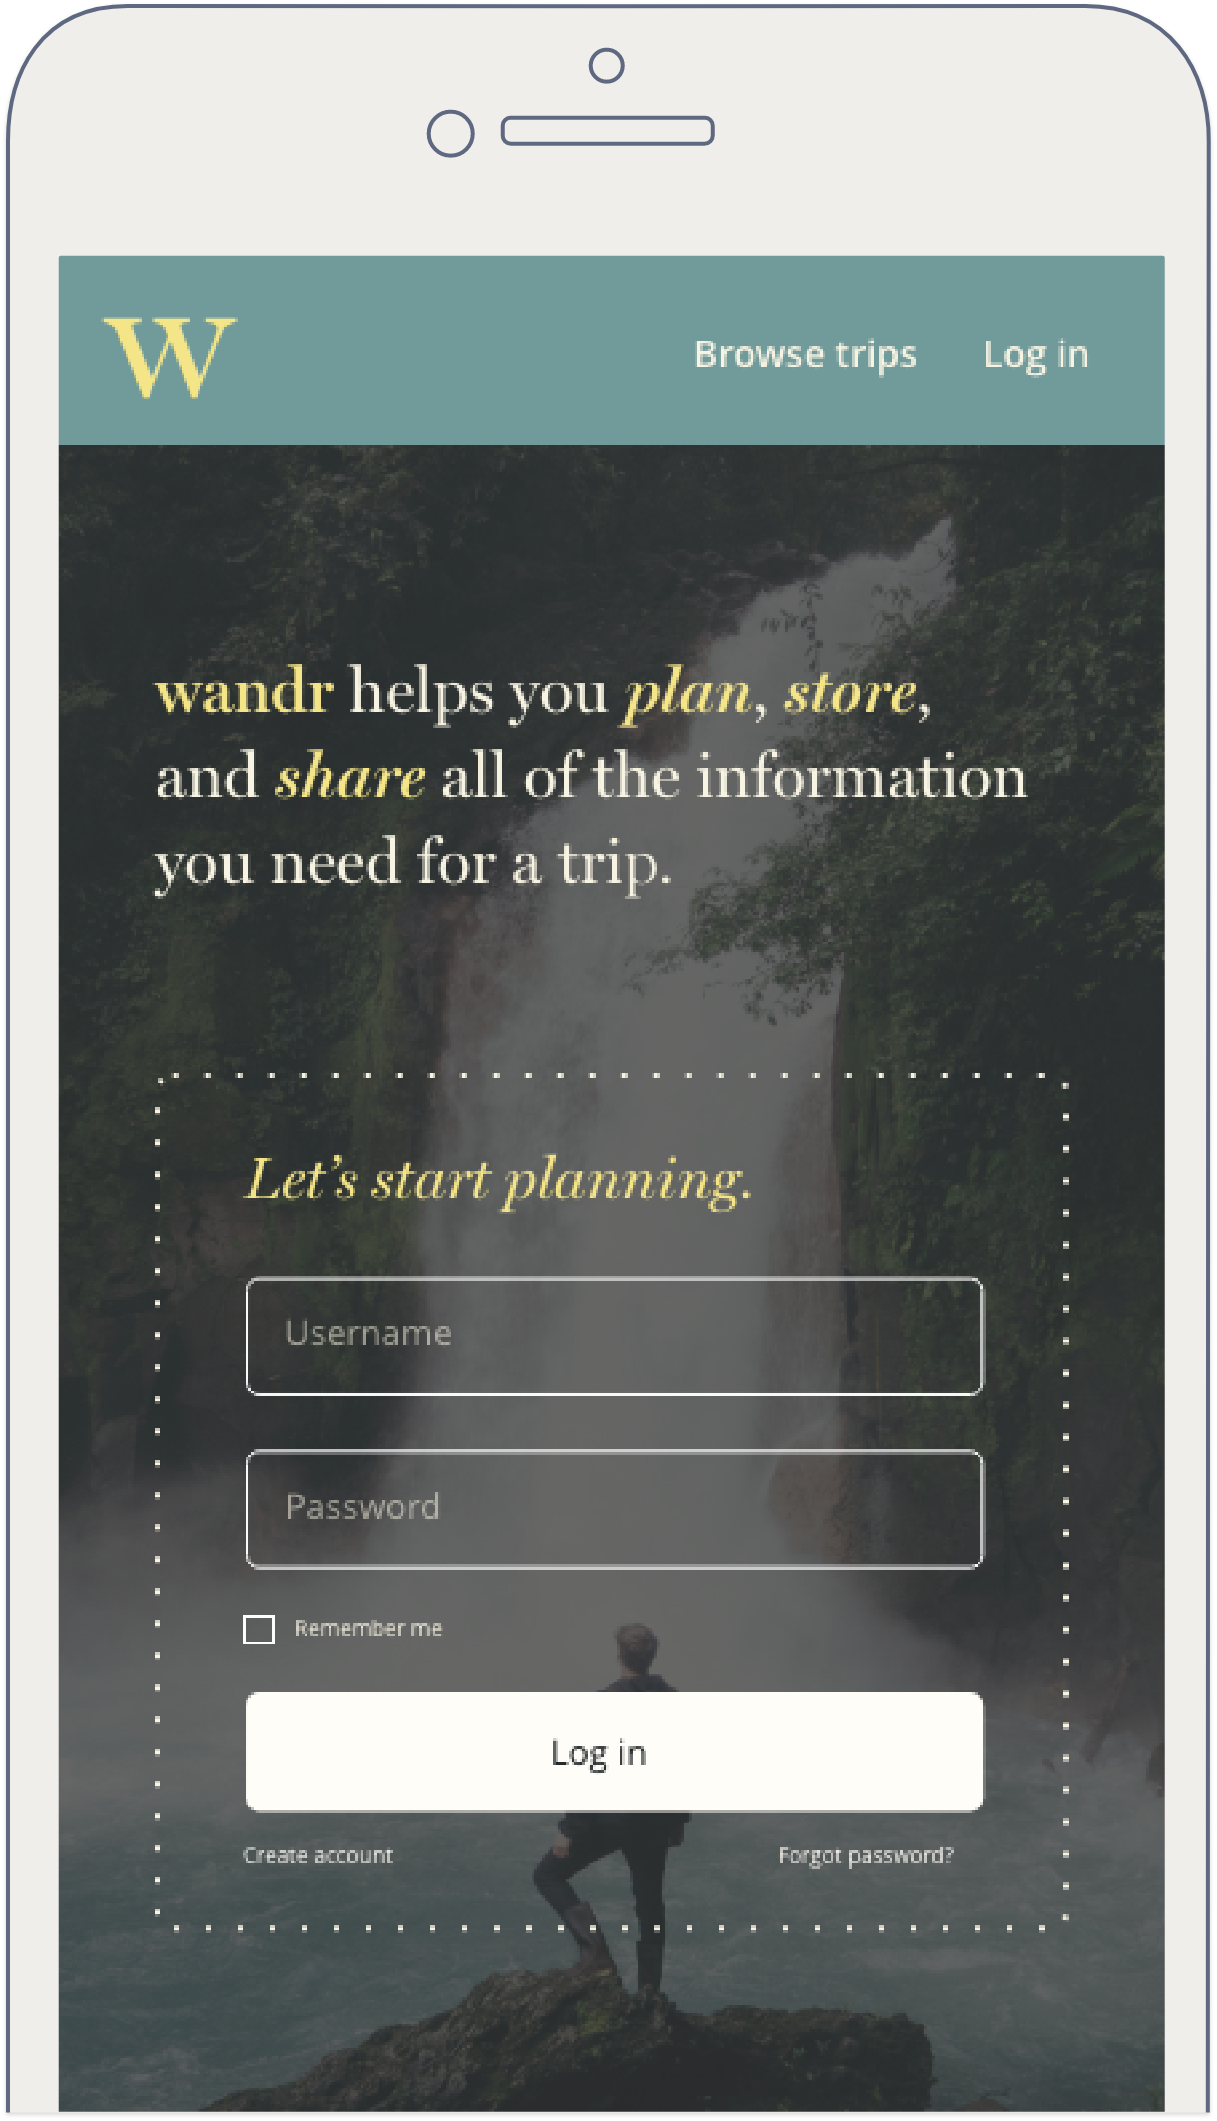 W
Browse trips Log in
wandr helps you plan, store,
and share all of the information
you need for a trip.
Let’s start planning.
Username
Password
Remember me
Log in
Create account Forgot password?